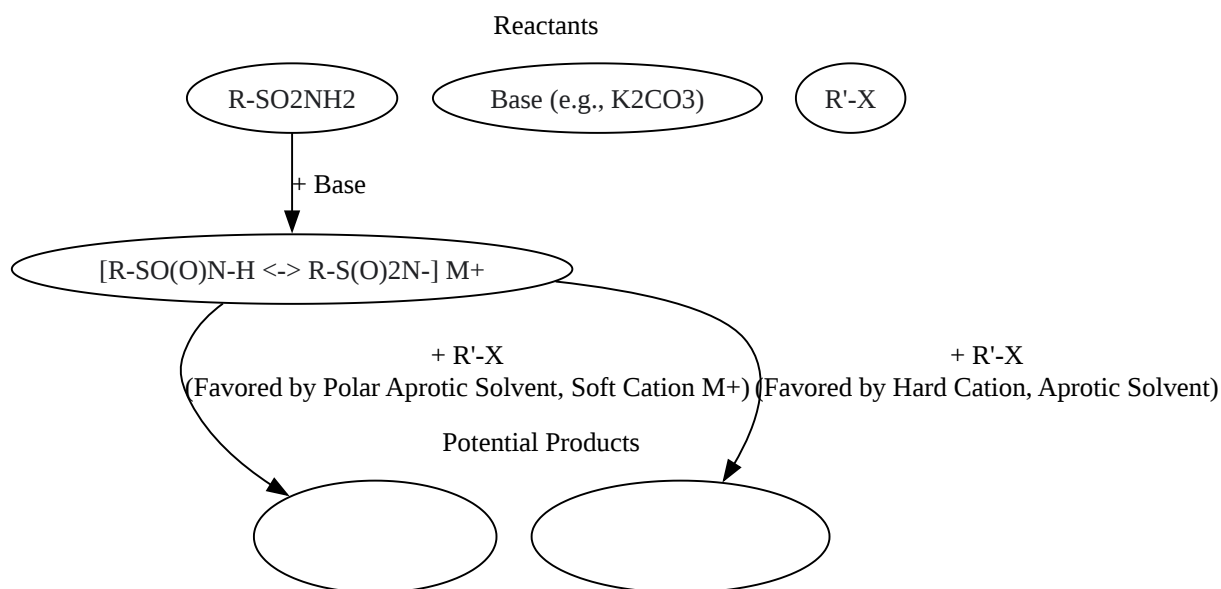 Reactants
R-SO2NH2
Base (e.g., K2CO3)
R'-X
+ Base
[R-SO(O)N-H <-> R-S(O)2N-] M+
+ R'-X
(Favored by Polar Aprotic Solvent, Soft Cation M+)
+ R'-X
(Favored by Hard Cation, Aprotic Solvent)
Potential Products